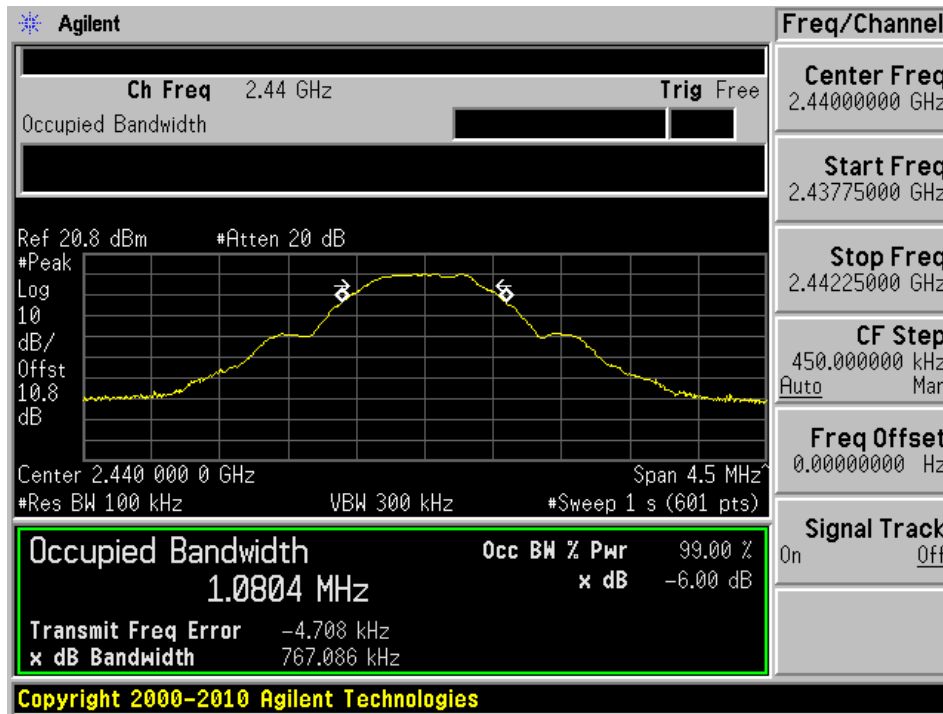 Agilent
Freq/Channel
Ch Freq 2.44 GHz Trig Free
Occupied Bandwidth
Center Freq
2.44000000 GHz
Start Freq
2.43775000 GHz
Stop Freq
2.44225000 GHz
CF Step
450.000000 kHz
Auto Man
Freq Offset
0.00000000 Hz
Signal Track
On Off
Ref 20.8 dBm #Atten 20 dB
#Peak
Log
10
dB/
Offst
10.8
dB
Center 2.440 000 0 GHz Span 4.5 MHz^
#Res BW 100 kHz VBW 300 kHz #Sweep 1 s (601 pts)
Occupied Bandwidth Occ BW % Pwr 99.00 %
1.0804 MHz x dB -6.00 dB
Transmit Freq Error -4.708 kHz
x dB Bandwidth 767.086 kHz
Copyright 2000-2010 Agilent Technologies